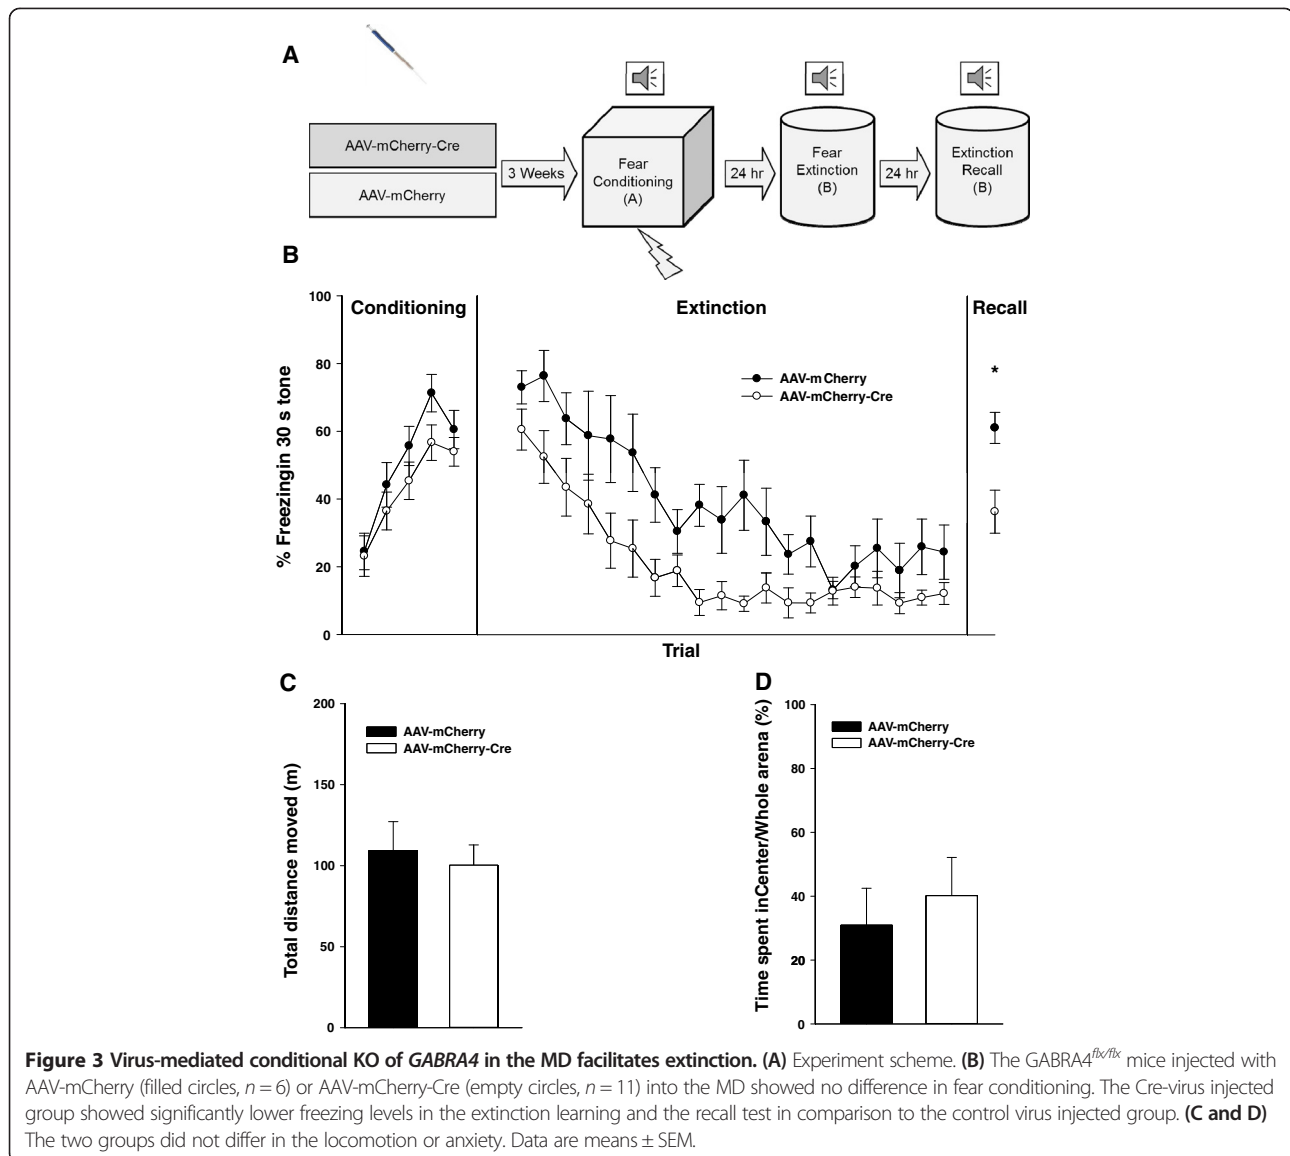 A
AAV-mCherry-Cre
AAV-mCherry
3 Weeks
Fear
Conditioning
(A)
24 hr
Fear
Extinction
(B)
24 hr
Extinction
Recall
(B)
B
% Freezingin 30 s tone
100
80
60
40
20
0
Conditioning
Extinction
Recall
AAV-mCherry
AAV-mCherry-Cre
*
Trial
C
Total distance moved (m)
200
150
100
50
0
AAV-mCherry
AAV-mCherry-Cre
D
Time spent inCenter/Whole arena (%)
100
80
60
40
20
0
AAV-mCherry
AAV-mCherry-Cre
Figure 3 Virus-mediated conditional KO of GABRA4 in the MD facilitates extinction. (A) Experiment scheme. (B) The GABRA4flx/flx mice injected with
AAV-mCherry (filled circles, n = 6) or AAV-mCherry-Cre (empty circles, n = 11) into the MD showed no difference in fear conditioning. The Cre-virus injected
group showed significantly lower freezing levels in the extinction learning and the recall test in comparison to the control virus injected group. (C and D)
The two groups did not differ in the locomotion or anxiety. Data are means ± SEM.